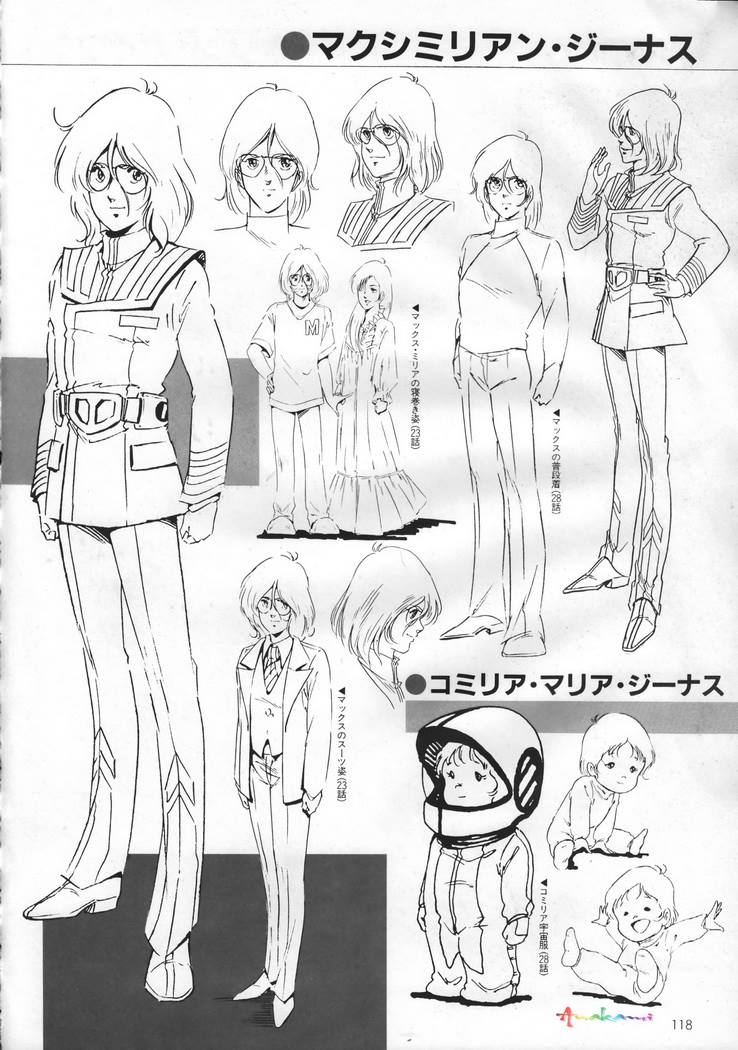 ●マクシミリアン・ジーナス
M
◀マックス・ミリアの寝巻き姿(23話)
◀マックスの普段着(28話)
◀マックスのスーツ姿(23話)
●コミリア・マリア・ジーナス
◀コミリア宇宙服(28話)
Anakami
118